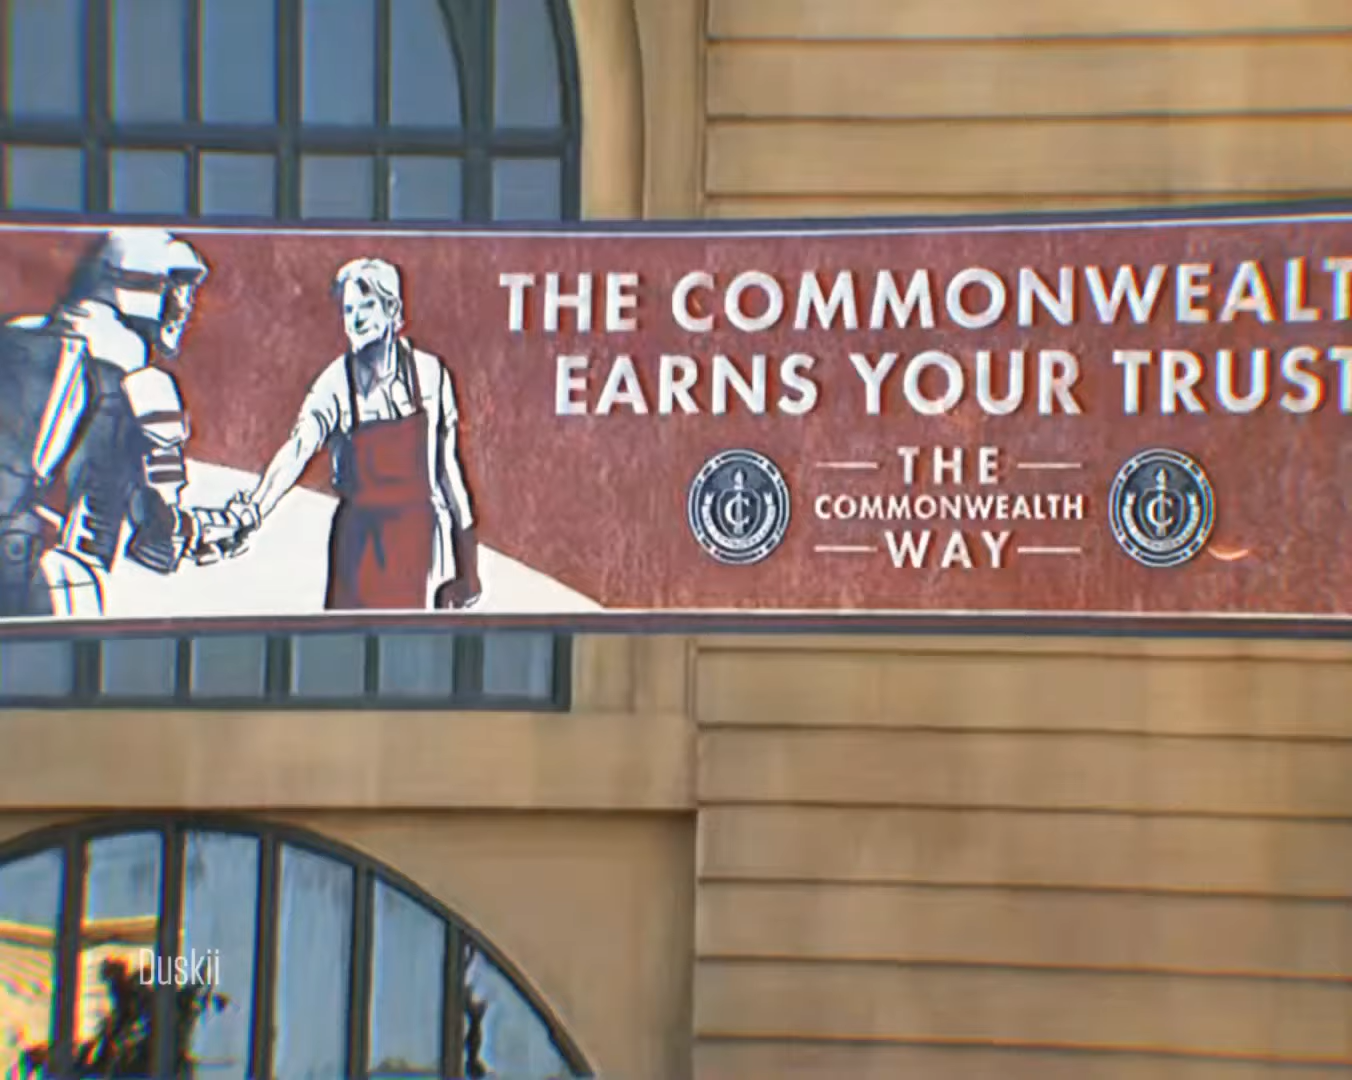 THE COMMONWEALT
EARNS YOUR TRUST
THE
COMMONWEALTH
WAY
Duskii